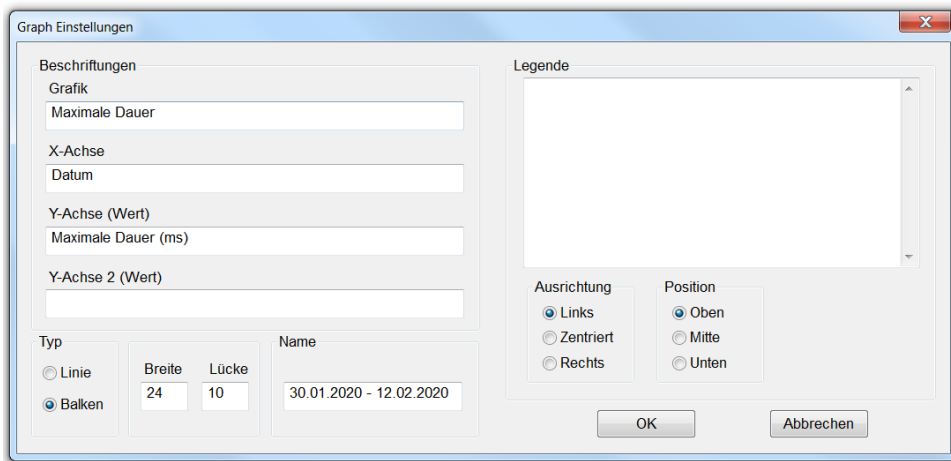 Graph Einstellungen
Beschriftungen
Grafik
Maximale Dauer
X-Achse
Datum
Y-Achse (Wert)
Maximale Dauer (ms)
Y-Achse 2 (Wert)
Typ
Linie
Balken
Breite Lücke
24 10
Name
30.01.2020 - 12.02.2020
Legende
Ausrichtung
Links
Zentriert
Rechts
Position
Oben
Mitte
Unten
OK
Abbrechen